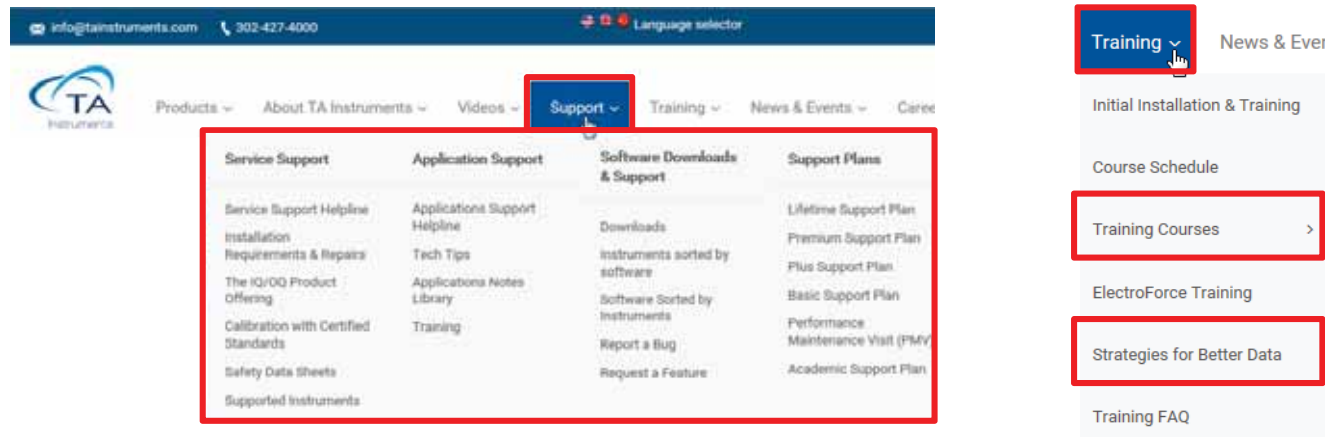 info@tainstruments.com 302-427-4000 Language selector
TA
Instruments
Products About TA Instruments Videos Support Training News & Events Caree
Service Support
Service Support Helpline
Installation
Requirements & Repairs
The IQ/OQ Product
Offering
Calibration with Certified
Standards
Safety Data Sheets
Supported Instruments
Application Support
Applications Support
Helpline
Tech Tips
Applications Notes
Library
Training
Software Downloads
& Support
Downloads
Instruments sorted by
software
Software Sorted by
Instruments
Report a Bug
Request a Feature
Support Plans
Lifetime Support Plan
Premium Support Plan
Plus Support Plan
Basic Support Plan
Performance
Maintenance Visit (PMV)
Academic Support Plan
Training News & Ever
Initial Installation & Training
Course Schedule
Training Courses >
ElectroForce Training
Strategies for Better Data
Training FAQ